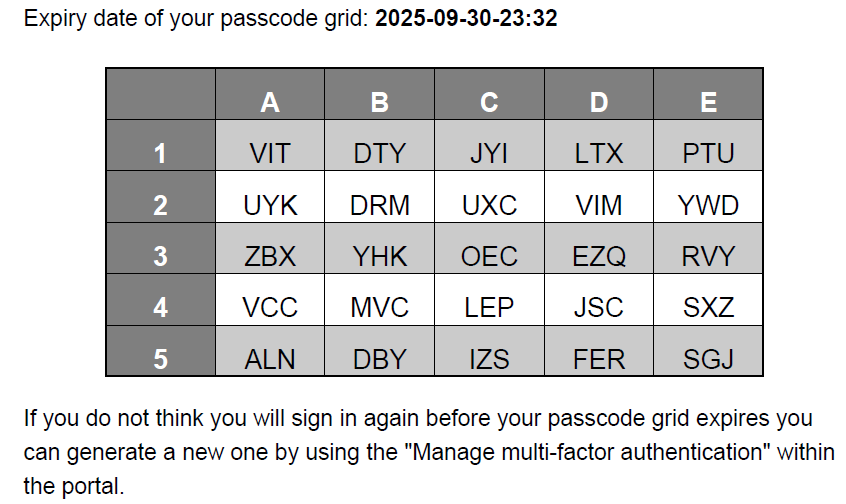 Expiry date of your passcode grid: 2025-09-30-23:32
A B C D E
1 VIT DTY JYI LTX PTU
2 UYK DRM UXC VIM YWD
3 ZBX YHK OEC EZQ RVY
4 VCC MVC LEP JSC SXZ
5 ALN DBY IZS FER SGJ
If you do not think you will sign in again before your passcode grid expires you
can generate a new one by using the "Manage multi-factor authentication" within
the portal.